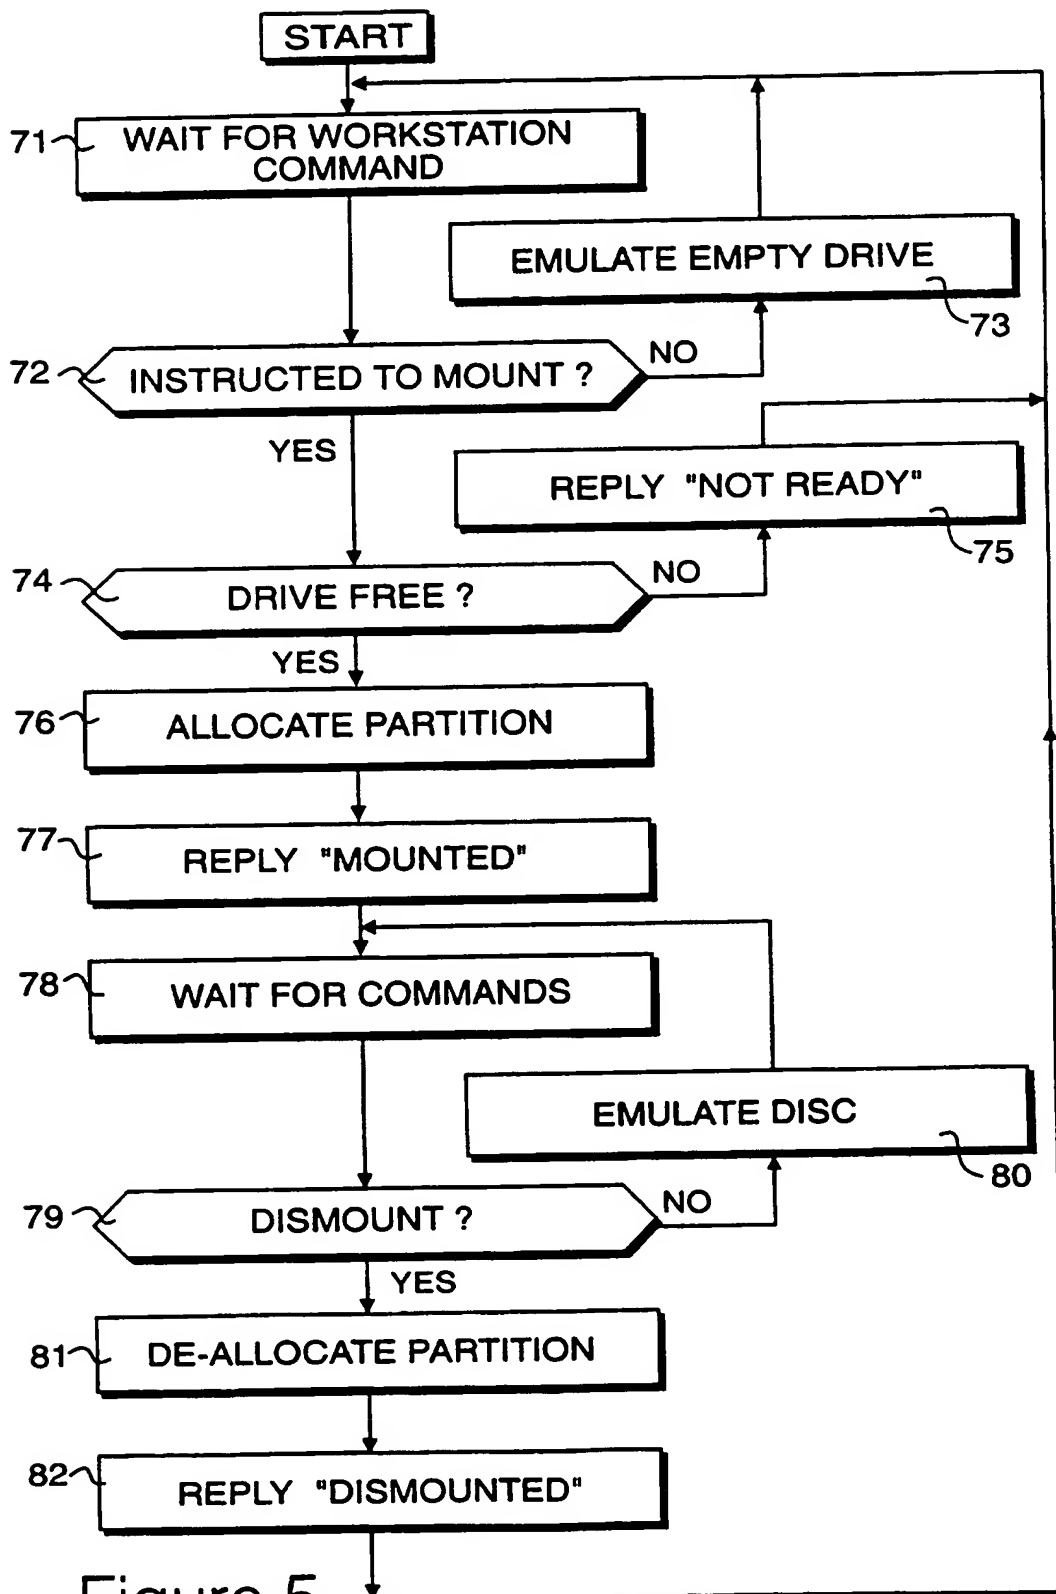 START
71
WAIT FOR WORKSTATION
COMMAND
EMULATE EMPTY DRIVE
73
72
INSTRUCTED TO MOUNT ?
NO
YES
REPLY "NOT READY"
75
74
DRIVE FREE ?
NO
YES
76
ALLOCATE PARTITION
77
REPLY "MOUNTED"
78
WAIT FOR COMMANDS
EMULATE DISC
80
79
DISMOUNT ?
NO
YES
81
DE-ALLOCATE PARTITION
82
REPLY "DISMOUNTED"
Figure 5